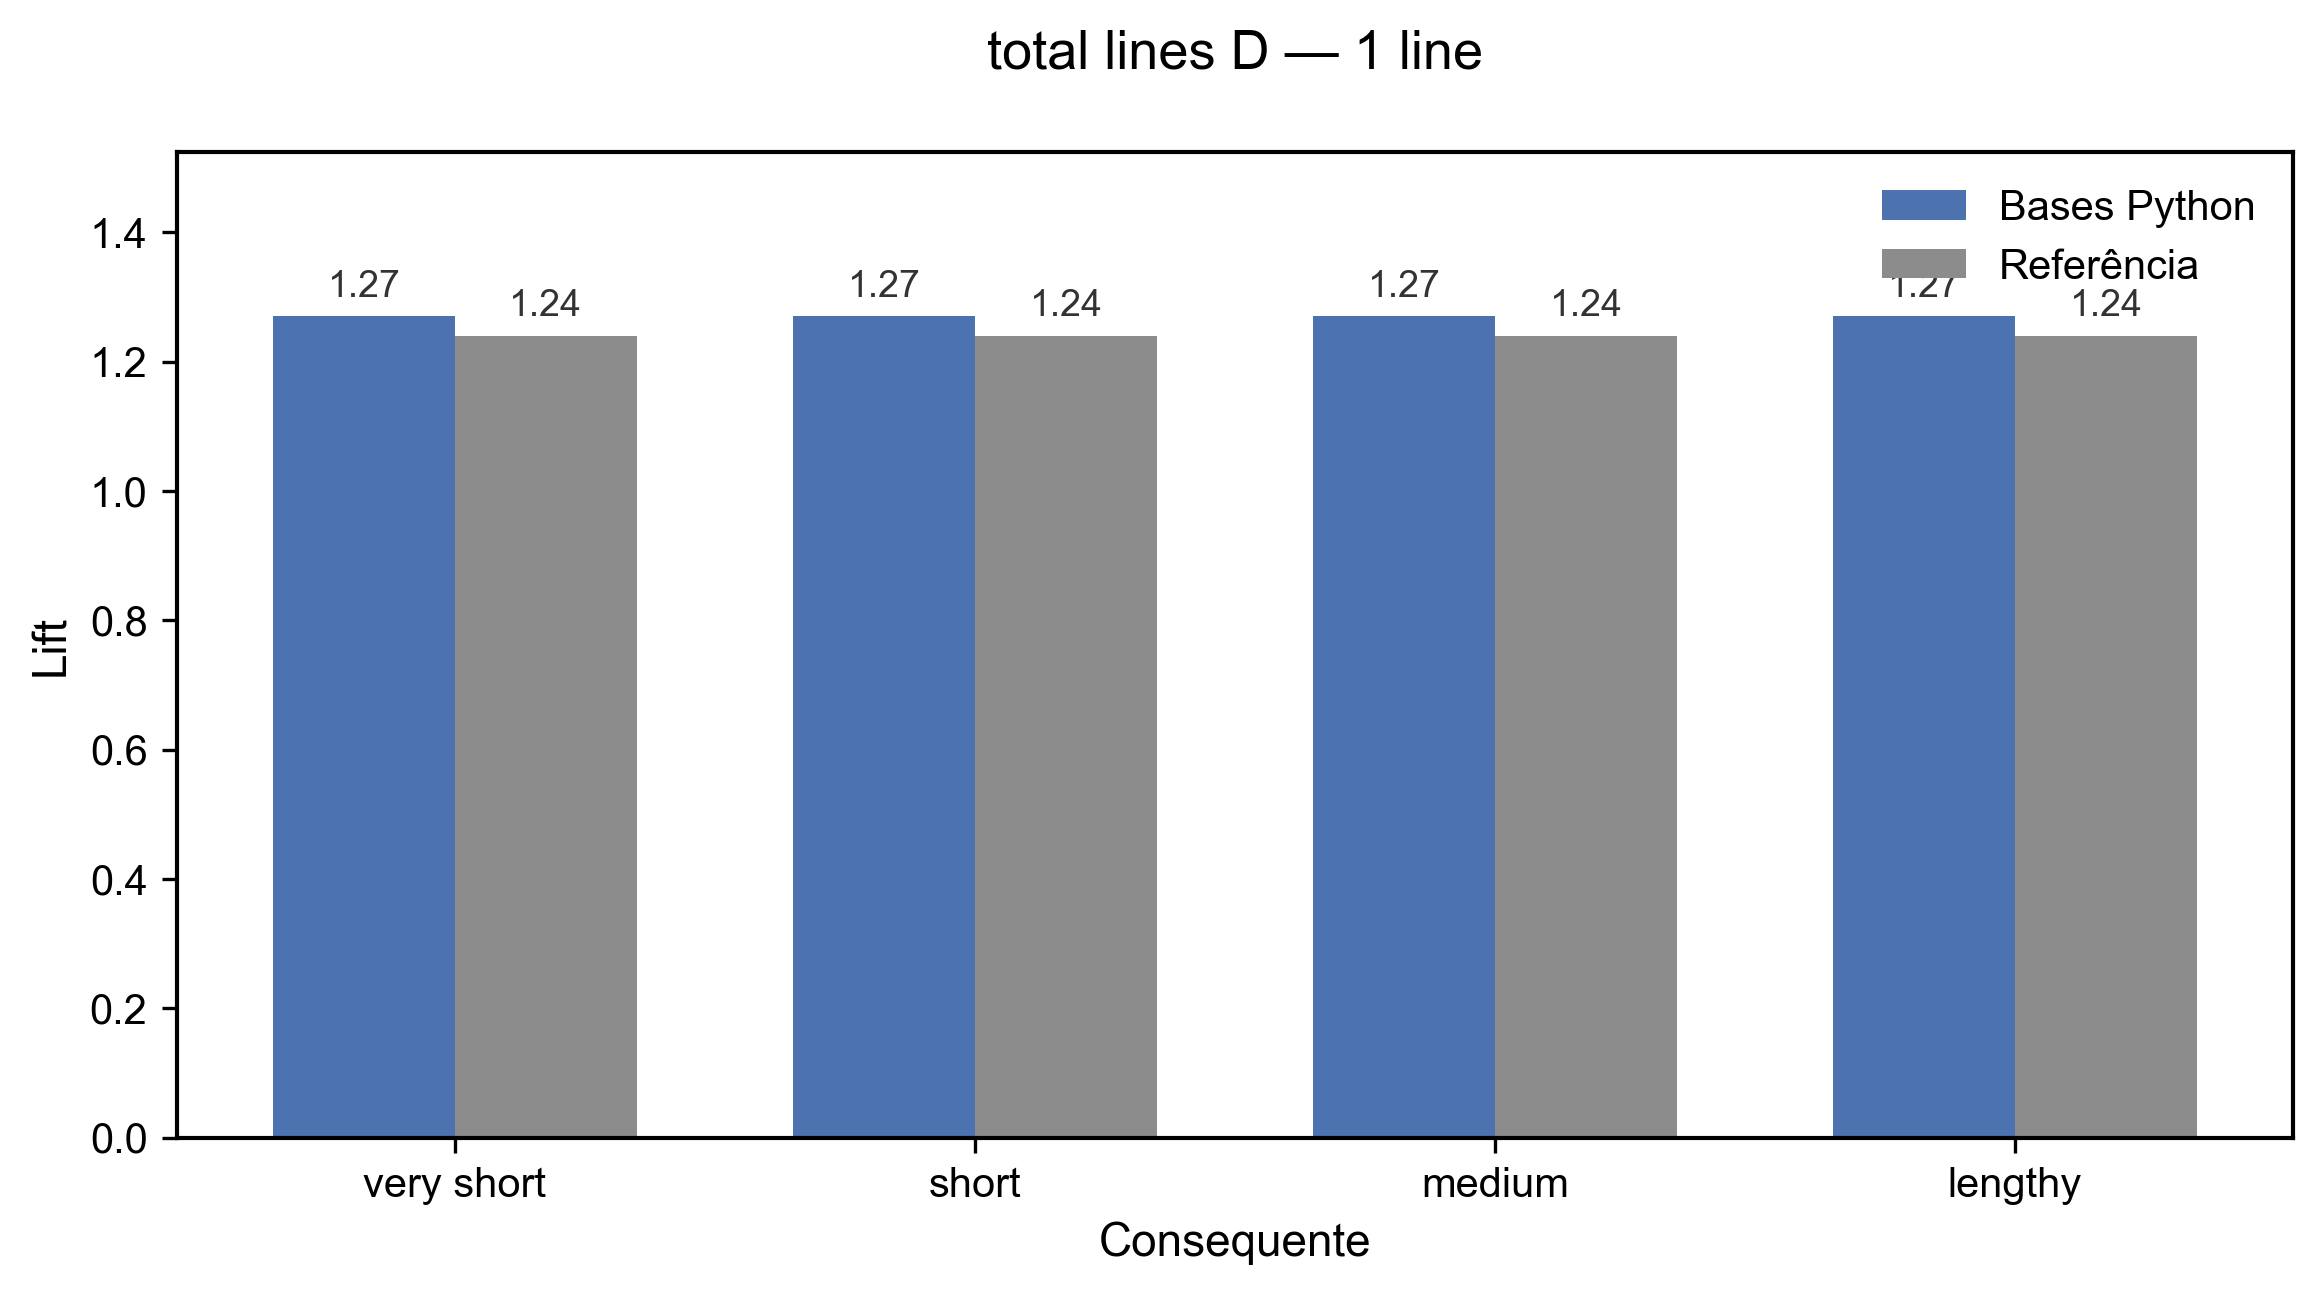 total lines D — 1 line
Bases Python
Referência
1.4
1.2
1.0
0.8
0.6
0.4
0.2
0.0
Lift
1.27
1.24
1.27
1.24
1.27
1.24
1.27
1.24
very short
short
medium
lengthy
Consequente